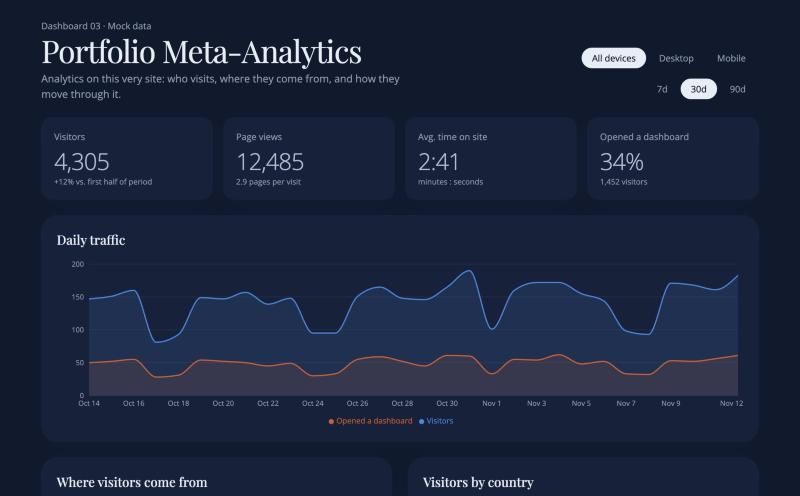 Dashboard 03 · Mock data
Portfolio Meta-Analytics
Analytics on this very site: who visits, where they come from, and how they
move through it.
All devices Desktop Mobile
7d 30d 90d
Visitors
4,305
+12% vs. first half of period
Page views
12,485
2.9 pages per visit
Avg. time on site
2:41
minutes : seconds
Opened a dashboard
34%
1,452 visitors
Daily traffic
200
150
100
50
0
Oct 14 Oct 16 Oct 18 Oct 20 Oct 22 Oct 24 Oct 26 Oct 28 Oct 30 Nov 1 Nov 3 Nov 5 Nov 7 Nov 9 Nov 12
Opened a dashboard Visitors
Where visitors come from
Visitors by country